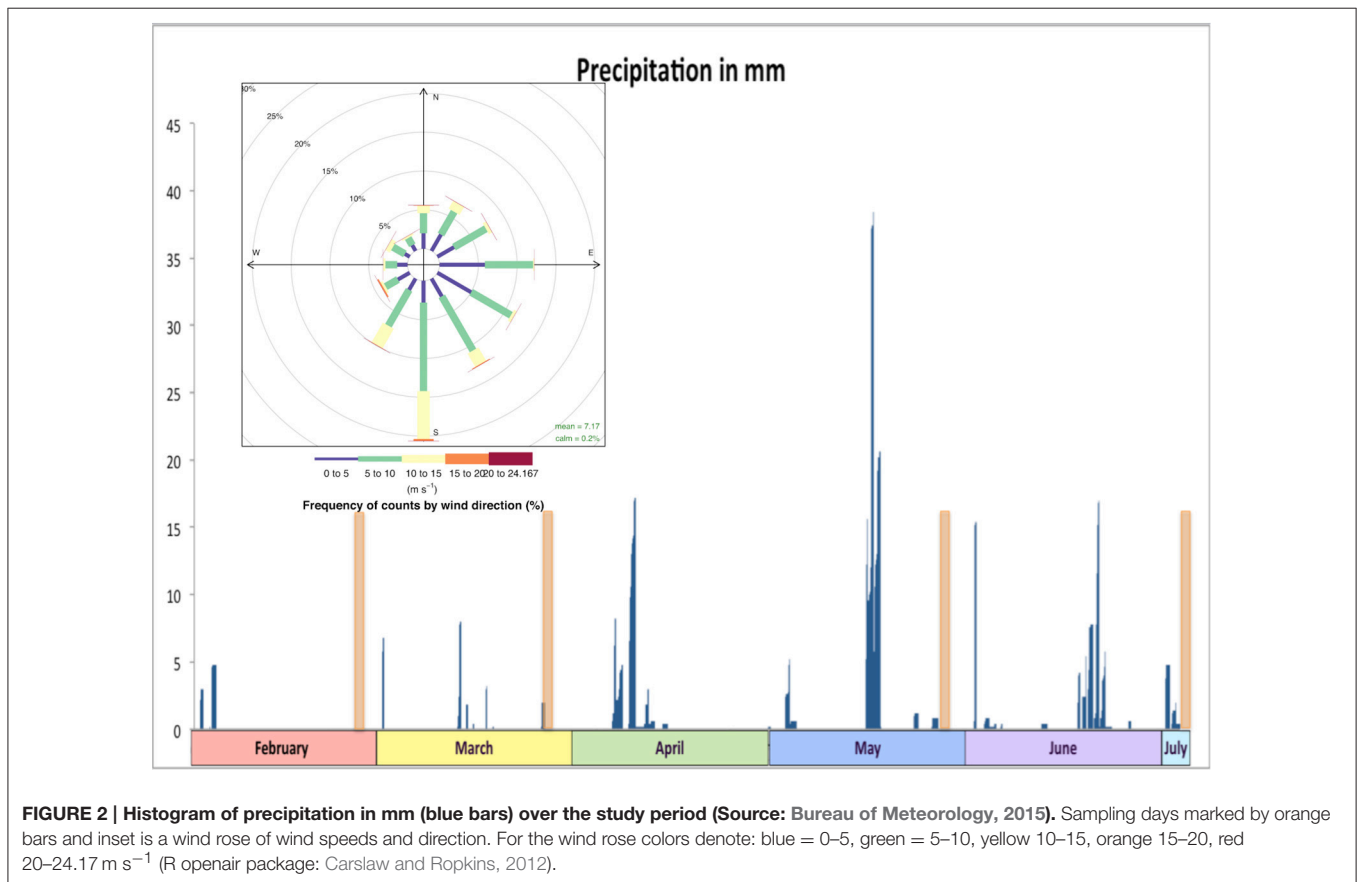 Precipitation in mm
30%
25%
20%
15%
10%
5%
N
W
E
S
mean = 7.17
calm = 0.2%
0 to 5 5 to 10 10 to 15 15 to 20 20 to 24.167
(m s⁻¹)
Frequency of counts by wind direction (%)
45
40
35
30
25
20
15
10
5
0
February March April May June July
FIGURE 2 | Histogram of precipitation in mm (blue bars) over the study period (Source: Bureau of Meteorology, 2015). Sampling days marked by orange
bars and inset is a wind rose of wind speeds and direction. For the wind rose colors denote: blue = 0–5, green = 5–10, yellow 10–15, orange 15–20, red
20–24.17 m s⁻¹ (R openair package: Carslaw and Ropkins, 2012).